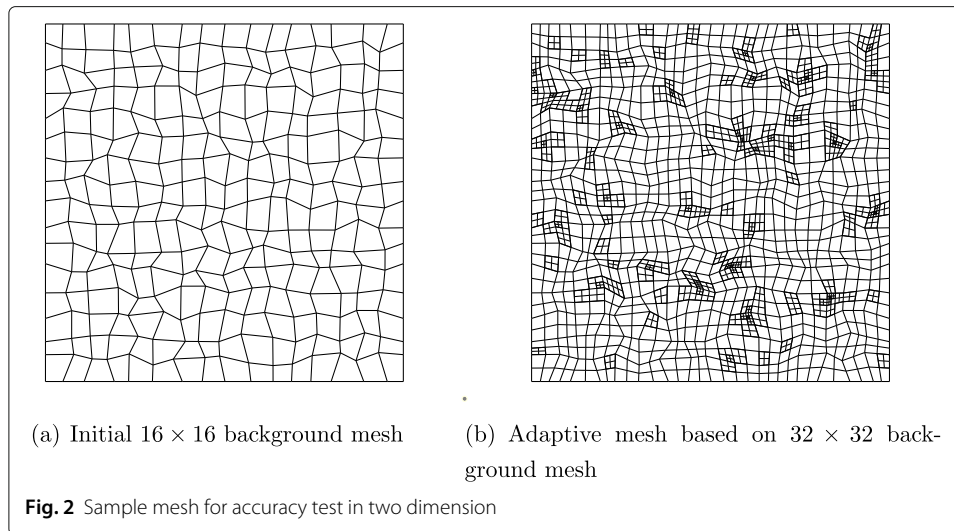 (a) Initial 16 × 16 background mesh
(b) Adaptive mesh based on 32 × 32 back-
ground mesh
Fig. 2 Sample mesh for accuracy test in two dimension